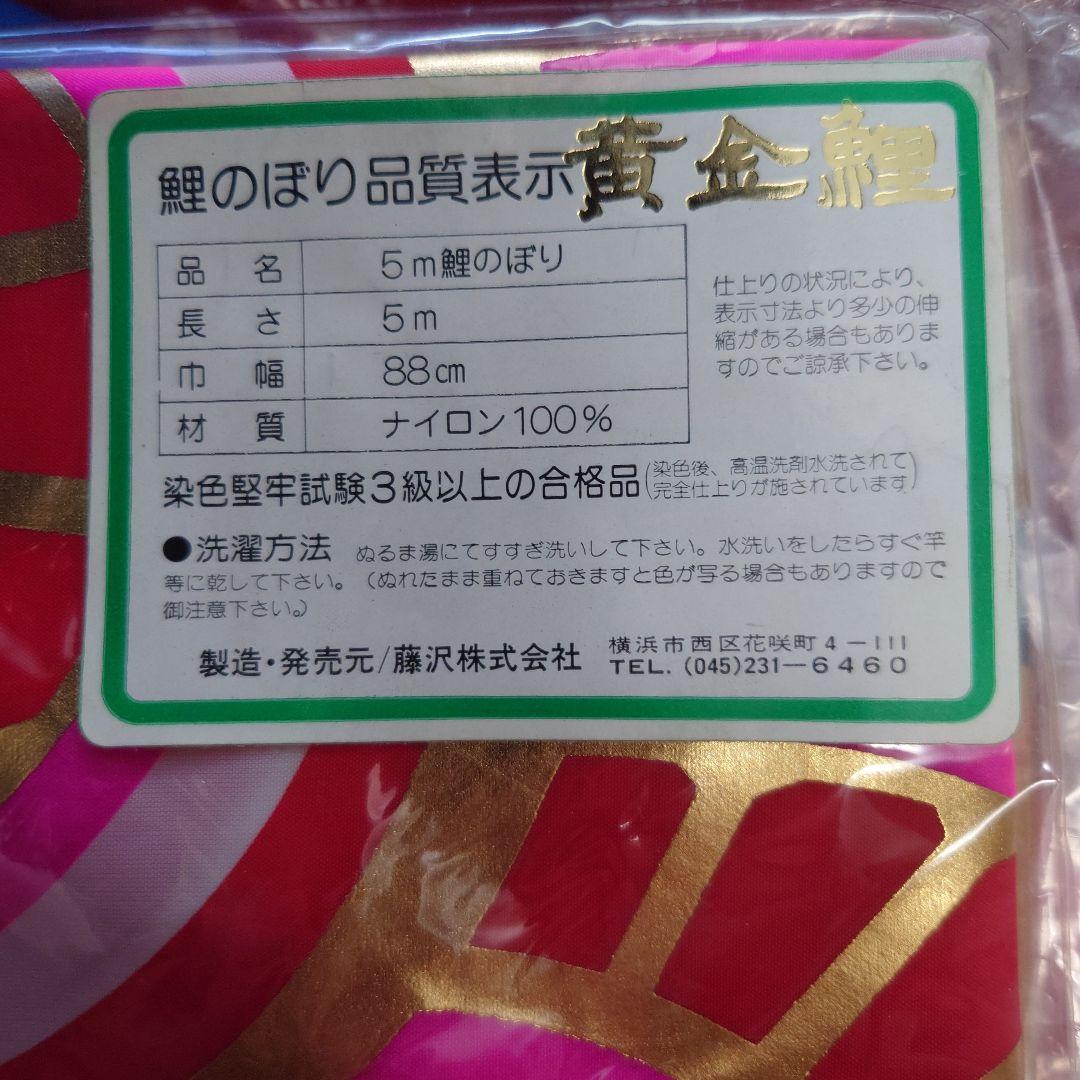 鯉のぼり品質表示 黄金鯉
品名 5m鯉のぼり
長さ 5m
巾幅 88cm
材質 ナイロン100%
仕上りの状況により、
表示寸法より多少の伸
縮がある場合もありま
すのでご諒承下さい。
染色堅牢試験3級以上の合格品(染色後、高温洗剤水洗されて
完全仕上りが施されています)
●洗濯方法 ぬるま湯にてすすぎ洗いして下さい。水洗いをしたらすぐ竿
等に乾して下さい。(ぬれたまま重ねておきますと色が写る場合もありますので
御注意下さい。)
製造・発売元/藤沢株式会社
横浜市西区花咲町4-111
TEL.(045)231-6460